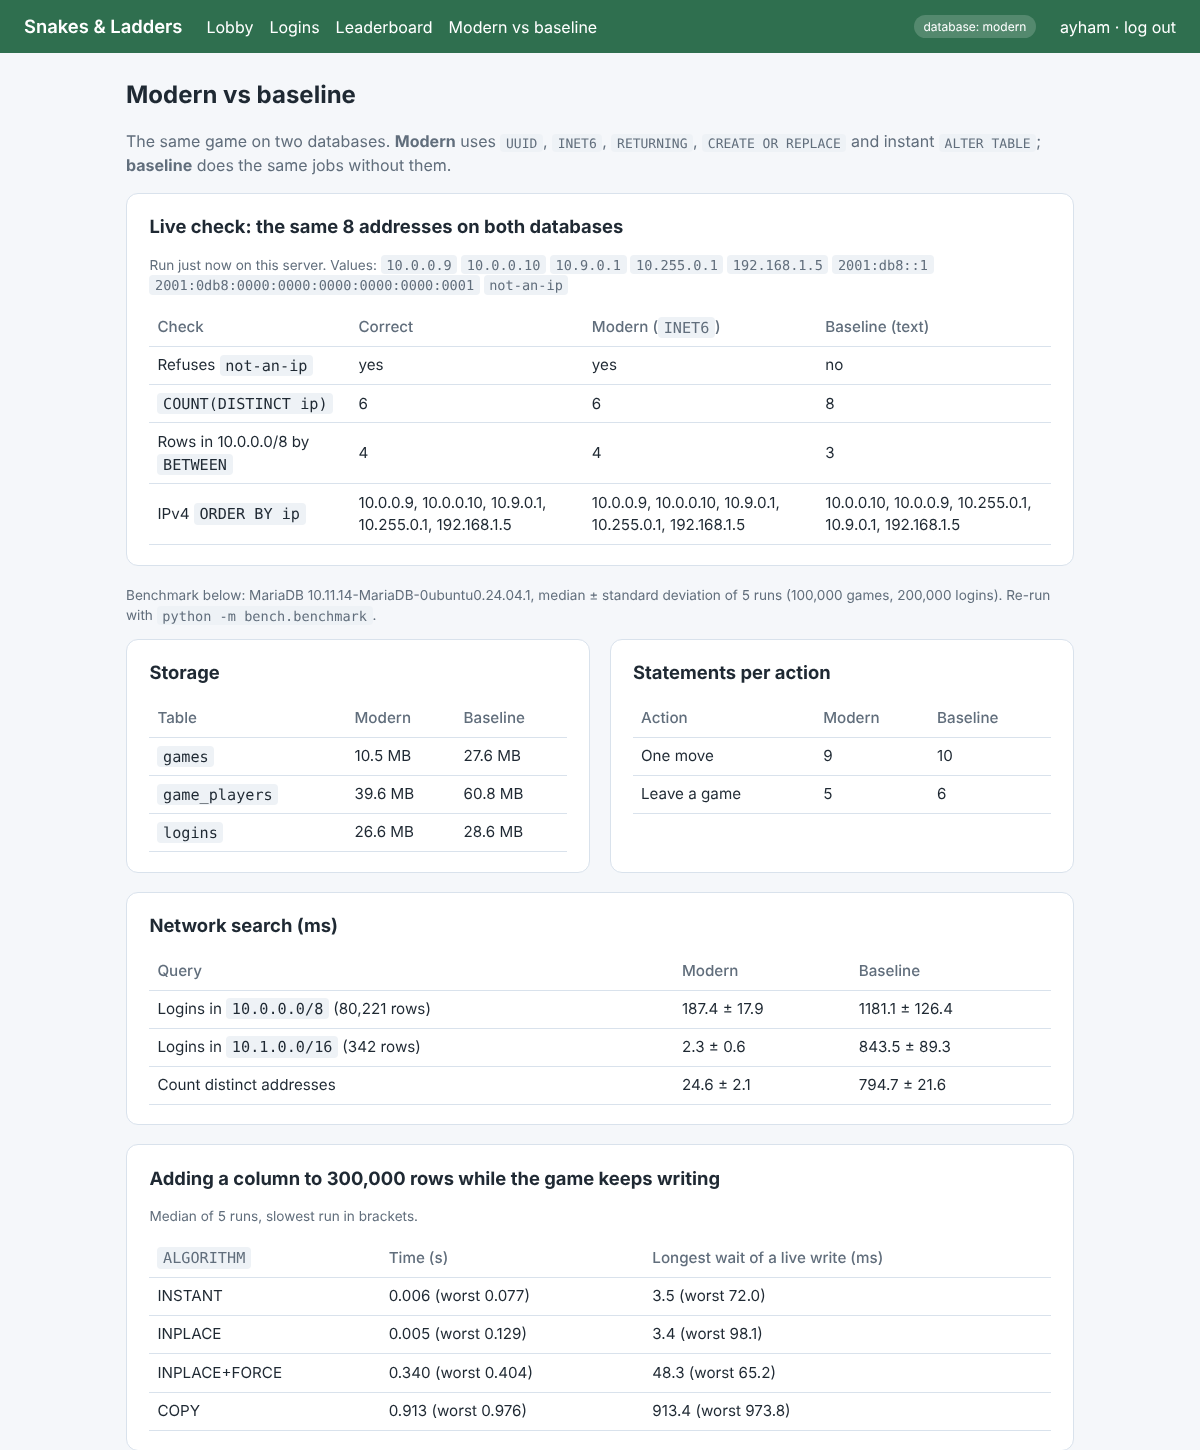 Snakes & Ladders Lobby Logins Leaderboard Modern vs baseline database: modern ayham · log out
Modern vs baseline
The same game on two databases. Modern uses UUID, INET6, RETURNING, CREATE OR REPLACE and instant ALTER TABLE;
baseline does the same jobs without them.
Live check: the same 8 addresses on both databases
Run just now on this server. Values: 10.0.0.9 10.0.0.10 10.9.0.1 10.255.0.1 192.168.1.5 2001:db8::1
2001:0db8:0000:0000:0000:0000:0000:0001 not-an-ip
Check Correct Modern (INET6) Baseline (text)
Refuses not-an-ip yes yes no
COUNT(DISTINCT ip) 6 6 8
Rows in 10.0.0.0/8 by
BETWEEN 4 4 3
IPv4 ORDER BY ip 10.0.0.9, 10.0.0.10, 10.9.0.1, 10.0.0.9, 10.0.0.10, 10.9.0.1, 10.0.0.10, 10.0.0.9, 10.255.0.1,
10.255.0.1, 192.168.1.5 10.255.0.1, 192.168.1.5 10.9.0.1, 192.168.1.5
Benchmark below: MariaDB 10.11.14-MariaDB-0ubuntu0.24.04.1, median ± standard deviation of 5 runs (100,000 games, 200,000 logins). Re-run
with python -m bench.benchmark.
Storage
Table Modern Baseline
games 10.5 MB 27.6 MB
game_players 39.6 MB 60.8 MB
logins 26.6 MB 28.6 MB
Statements per action
Action Modern Baseline
One move 9 10
Leave a game 5 6
Network search (ms)
Query Modern Baseline
Logins in 10.0.0.0/8 (80,221 rows) 187.4 ± 17.9 1181.1 ± 126.4
Logins in 10.1.0.0/16 (342 rows) 2.3 ± 0.6 843.5 ± 89.3
Count distinct addresses 24.6 ± 2.1 794.7 ± 21.6
Adding a column to 300,000 rows while the game keeps writing
Median of 5 runs, slowest run in brackets.
ALGORITHM Time (s) Longest wait of a live write (ms)
INSTANT 0.006 (worst 0.077) 3.5 (worst 72.0)
INPLACE 0.005 (worst 0.129) 3.4 (worst 98.1)
INPLACE+FORCE 0.340 (worst 0.404) 48.3 (worst 65.2)
COPY 0.913 (worst 0.976) 913.4 (worst 973.8)